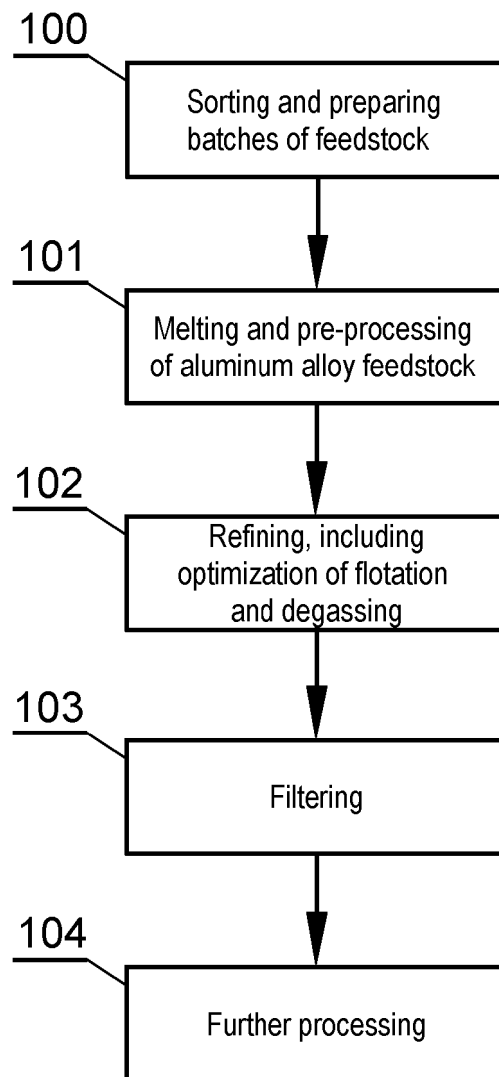 100
Sorting and preparing
batches of feedstock
101
Melting and pre-processing
of aluminum alloy feedstock
102
Refining, including
optimization of flotation
and degassing
103
Filtering
104
Further processing